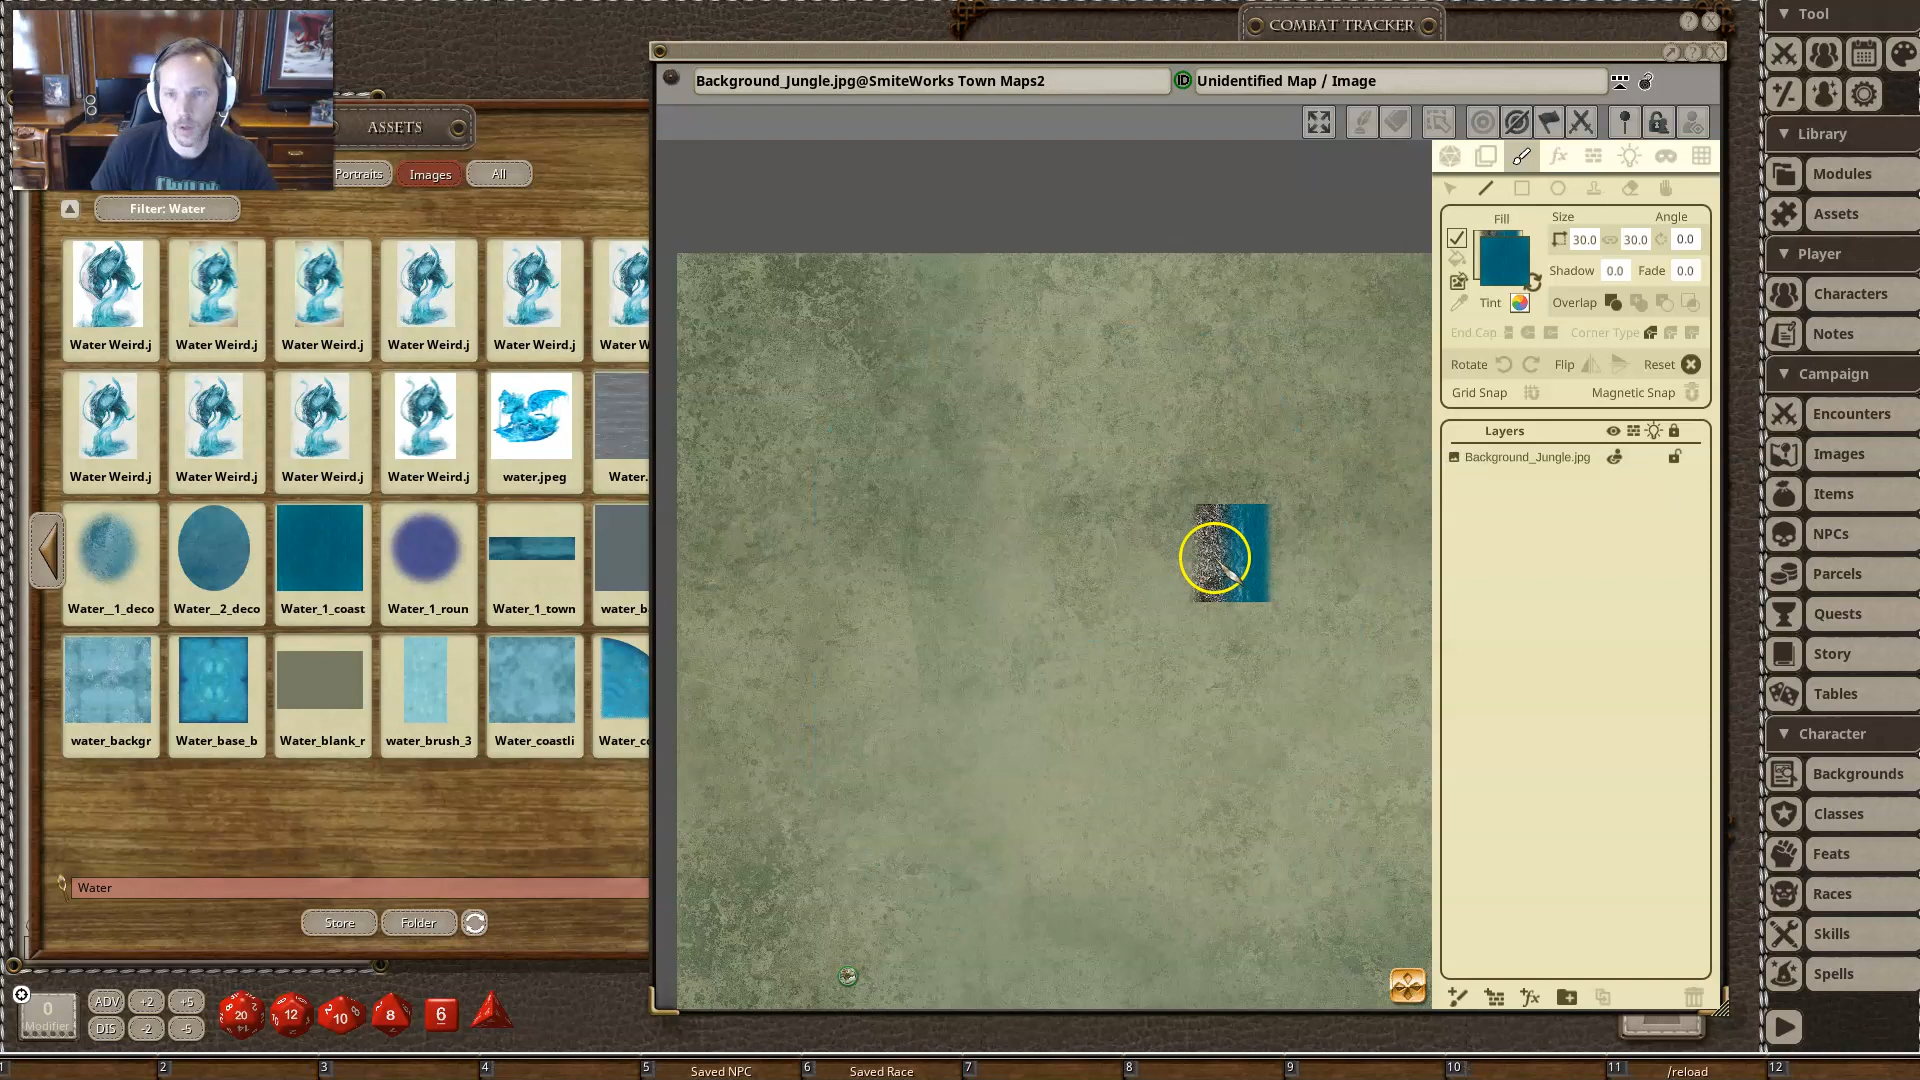 COMBAT TRACKER
Background_Jungle.jpg@SmiteWorks Town Maps2
ID
Unidentified Map / Image
ASSETS
Portraits
Images
All
Filter: Water
Water Weird.j
Water Weird.j
Water Weird.j
Water Weird.j
Water Weird.j
Water W
Water Weird.j
Water Weird.j
Water Weird.j
Water Weird.j
water.jpeg
Water.
Water__1_deco
Water__2_deco
Water_1_coast
Water_1_roun
Water_1_town
water_b
water_backgr
Water_base_b
Water_blank_r
water_brush_3
Water_coastli
Water_co
Water
Store
Folder
Fill
Size
Angle
30.0
30.0
0.0
Shadow
0.0
Fade
0.0
Tint
Overlap
End Cap
Corner Type
Rotate
Flip
Reset
Grid Snap
Magnetic Snap
Layers
Background_Jungle.jpg
Tool
Library
Modules
Assets
Player
Characters
Notes
Campaign
Encounters
Images
Items
NPCs
Parcels
Quests
Story
Tables
Character
Backgrounds
Classes
Feats
Races
Skills
Spells
0
Modifier
ADV
+2
+5
DIS
-2
-5
20
12
10
8
6
1
2
3
4
5
Saved NPC
6
Saved Race
7
8
9
10
11
/reload
12